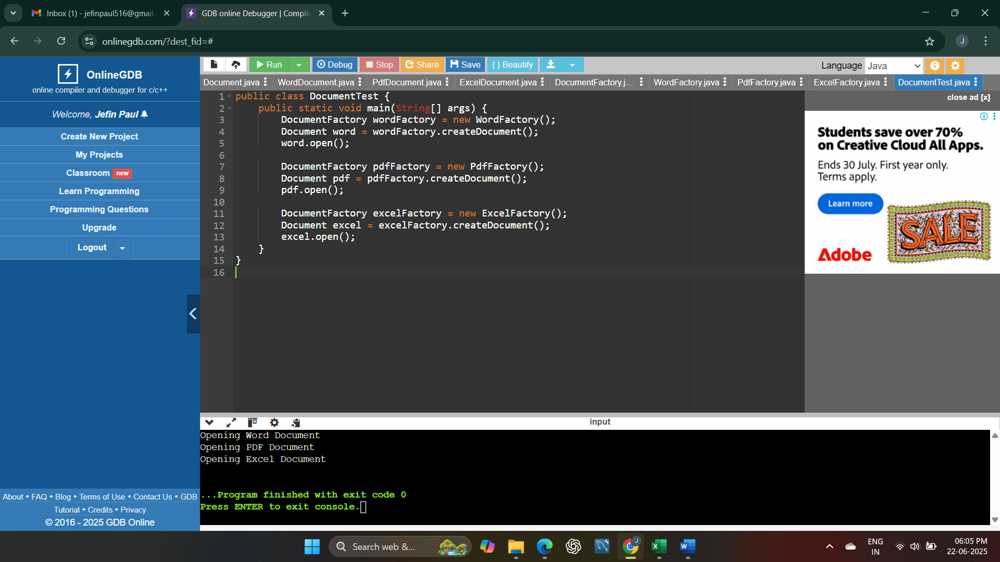 Inbox (1) - jefinpaul516@gmail.
GDB online Debugger | Compile
onlinegdb.com/?dest_fid=#
J
OnlineGDB
online compiler and debugger for c/c++
Welcome, Jefin Paul
Create New Project
My Projects
Classroom new
Learn Programming
Programming Questions
Upgrade
Logout
About • FAQ • Blog • Terms of Use • Contact Us • GDB
Tutorial • Credits • Privacy
© 2016 - 2025 GDB Online
Run Debug Stop Share Save { } Beautify
Language Java
Document.java WordDocument.java PdfDocument.java ExcelDocument.java DocumentFactory.j... WordFactory.java PdfFactory.java ExcelFactory.java DocumentTest.java
1 public class DocumentTest {
2 public static void main(String[] args) {
3 DocumentFactory wordFactory = new WordFactory();
4 Document word = wordFactory.createDocument();
5 word.open();
6
7 DocumentFactory pdfFactory = new PdfFactory();
8 Document pdf = pdfFactory.createDocument();
9 pdf.open();
10
11 DocumentFactory excelFactory = new ExcelFactory();
12 Document excel = excelFactory.createDocument();
13 excel.open();
14 }
15 }
16
close ad [x]
Students save over 70%
on Creative Cloud All Apps.
Ends 30 July. First year only.
Terms apply.
Learn more
SALE
Adobe
input
Opening Word Document
Opening PDF Document
Opening Excel Document
...Program finished with exit code 0
Press ENTER to exit console.
Search web &...
J
ENG
IN
06:05 PM
22-06-2025